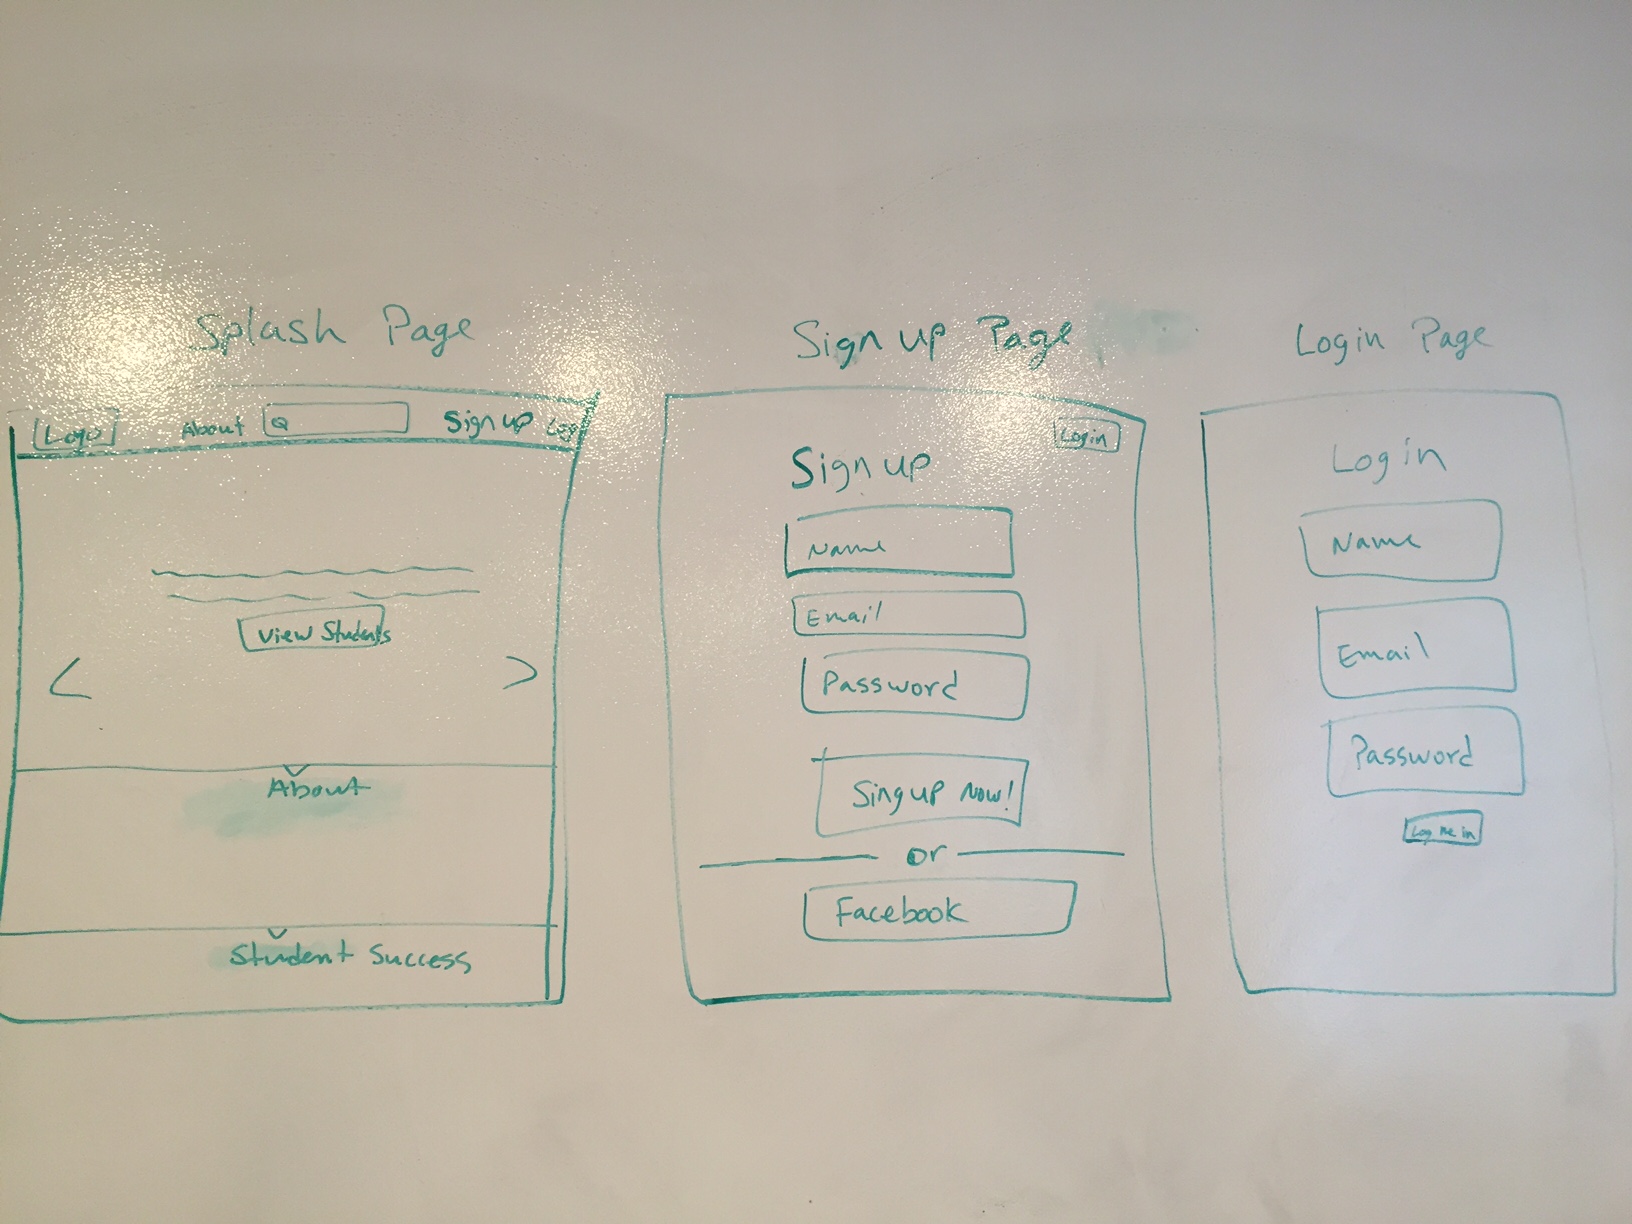 Splash Page
Logo About Sign up Log
View Students
About
Student Success
Sign up Page
Login
Sign up
Name
Email
Password
Singup Now!
or
Facebook
Login Page
Login
Name
Email
Password
Log me in